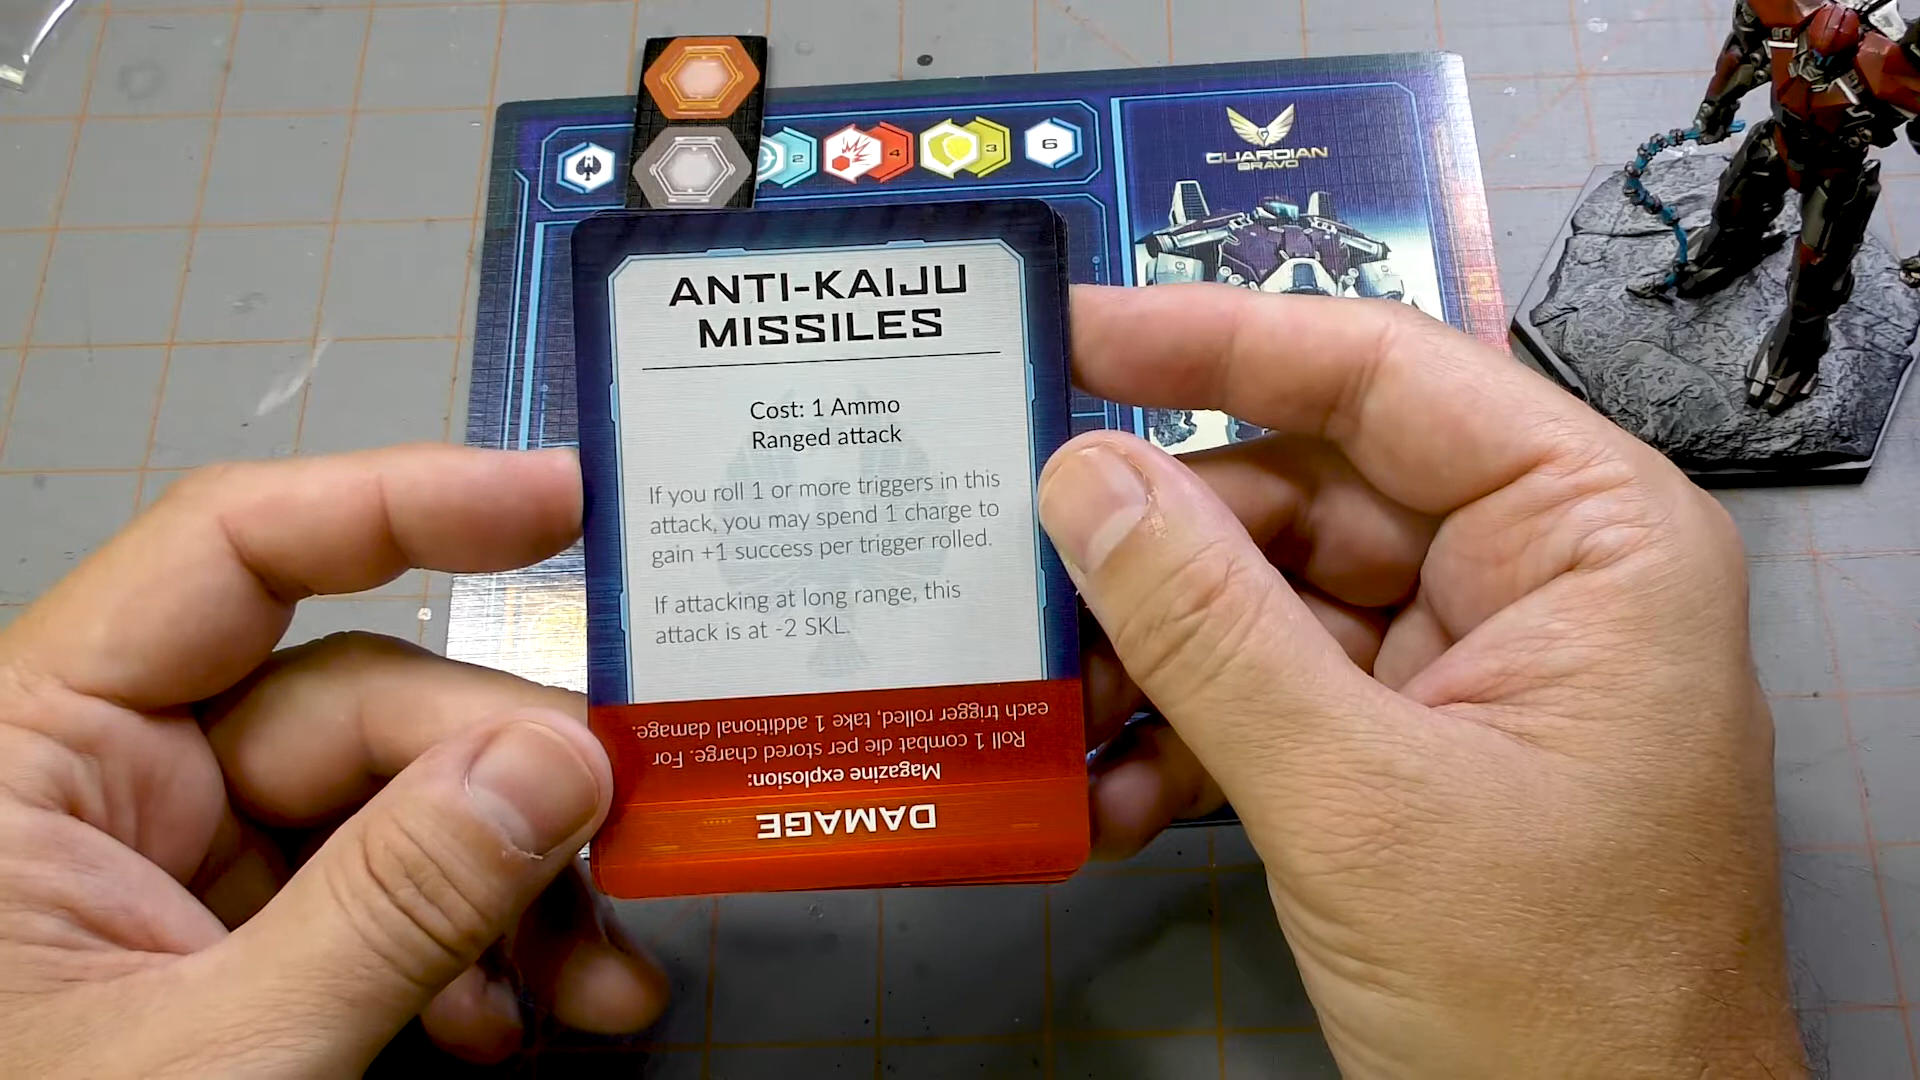 2
4
3
6
GUARDIAN
BRAVO
ANTI-KAIJU
MISSILES
Cost: 1 Ammo
Ranged attack
If you roll 1 or more triggers in this
attack, you may spend 1 charge to
gain +1 success per trigger rolled.
If attacking at long range, this
attack is at -2 SKL.
DAMAGE
Magazine explosion:
Roll 1 combat die per stored charge. For
each trigger rolled, take 1 additional damage.